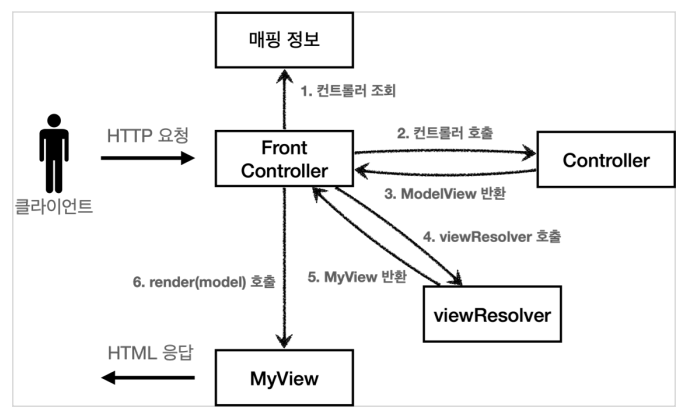 매핑 정보
1. 컨트롤러 조회
HTTP 요청
클라이언트
Front
Controller
2. 컨트롤러 호출
Controller
3. ModelView 반환
4. viewResolver 호출
5. MyView 반환
6. render(model) 호출
viewResolver
HTML 응답
MyView